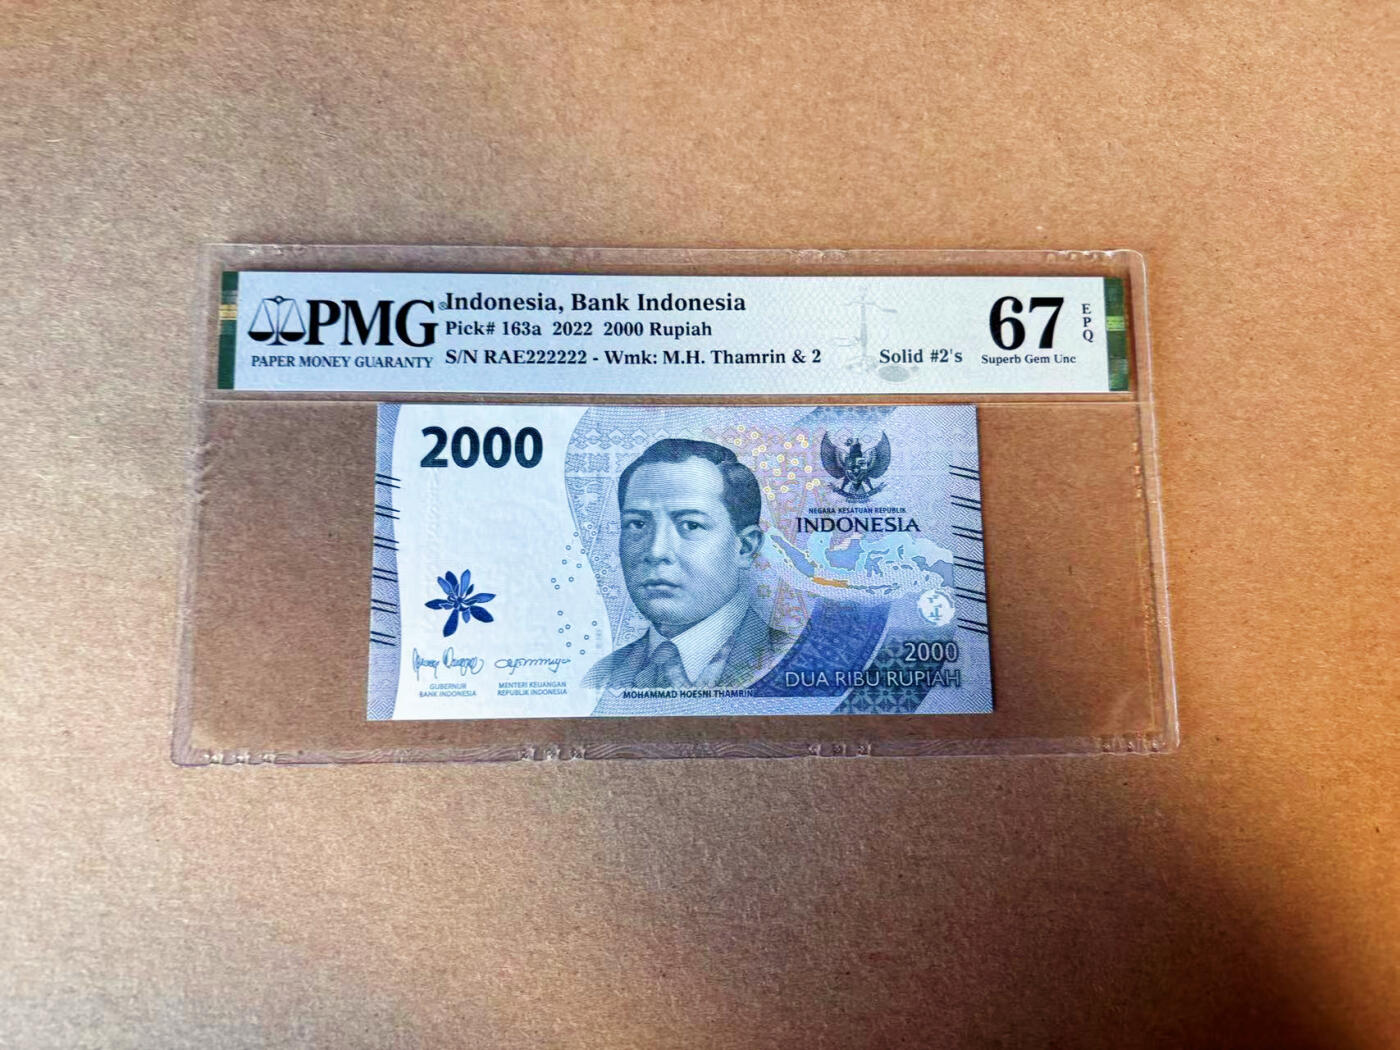 PMG®
PAPER MONEY GUARANTY
Indonesia, Bank Indonesia
Pick# 163a 2022 2000 Rupiah
S/N RAE222222 - Wmk: M.H. Thamrin & 2
Solid #2's
67
EPQ
Superb Gem Unc
2000
NEGARA KESATUAN REPUBLIK
INDONESIA
GUBERNUR
BANK INDONESIA
MENTERI KEUANGAN
REPUBLIK INDONESIA
MOHAMMAD HOESNI THAMRIN
2000
DUA RIBU RUPIAH